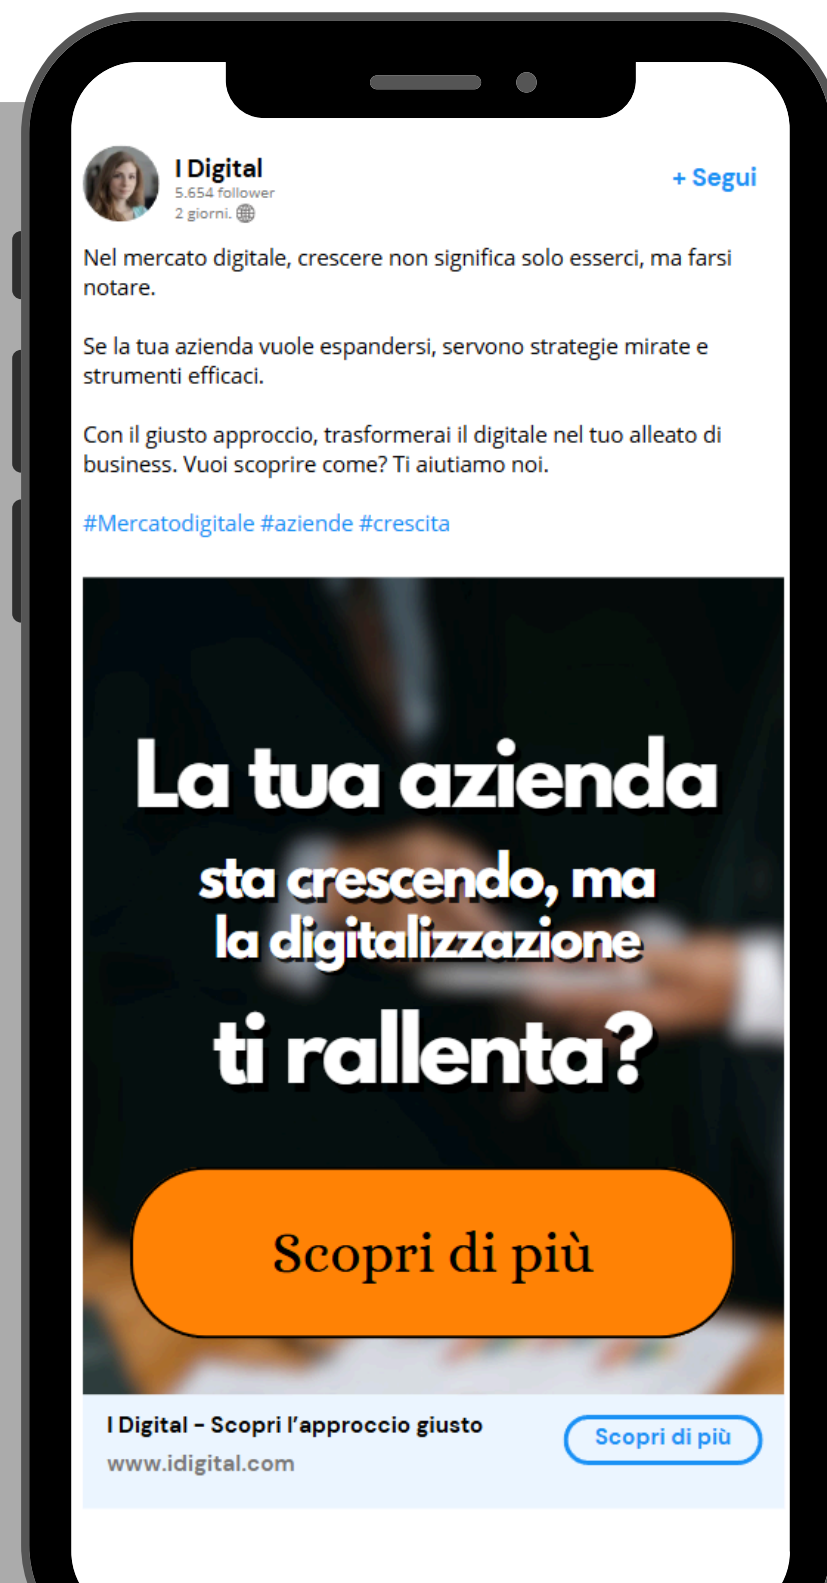 I Digital
5.654 follower
2 giorni.
+ Segui
Nel mercato digitale, crescere non significa solo esserci, ma farsi
notare.
Se la tua azienda vuole espandersi, servono strategie mirate e
strumenti efficaci.
Con il giusto approccio, trasformerai il digitale nel tuo alleato di
business. Vuoi scoprire come? Ti aiutiamo noi.
#Mercatodigitale #aziende #crescita
La tua azienda
sta crescendo, ma
la digitalizzazione
ti rallenta?
Scopri di più
I Digital - Scopri l'approccio giusto
www.idigital.com
Scopri di più